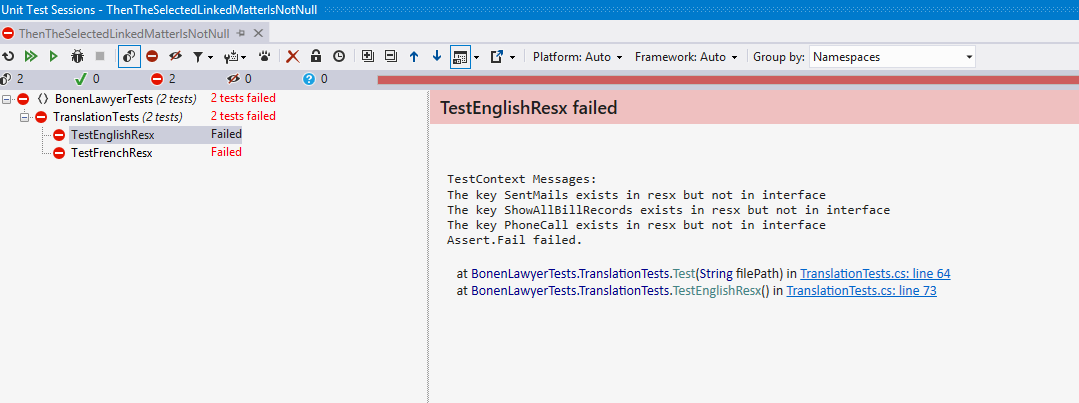 Unit Test Sessions - ThenTheSelectedLinkedMatterIsNotNull
ThenTheSelectedLinkedMatterIsNotNull
Platform: Auto Framework: Auto Group by: Namespaces
2 0 2 0 0
BonenLawyerTests (2 tests) 2 tests failed
TranslationTests (2 tests) 2 tests failed
TestEnglishResx Failed
TestFrenchResx Failed
TestEnglishResx failed
TestContext Messages:
The key SentMails exists in resx but not in interface
The key ShowAllBillRecords exists in resx but not in interface
The key PhoneCall exists in resx but not in interface
Assert.Fail failed.
at BonenLawyerTests.TranslationTests.Test(String filePath) in TranslationTests.cs: line 64
at BonenLawyerTests.TranslationTests.TestEnglishResx() in TranslationTests.cs: line 73